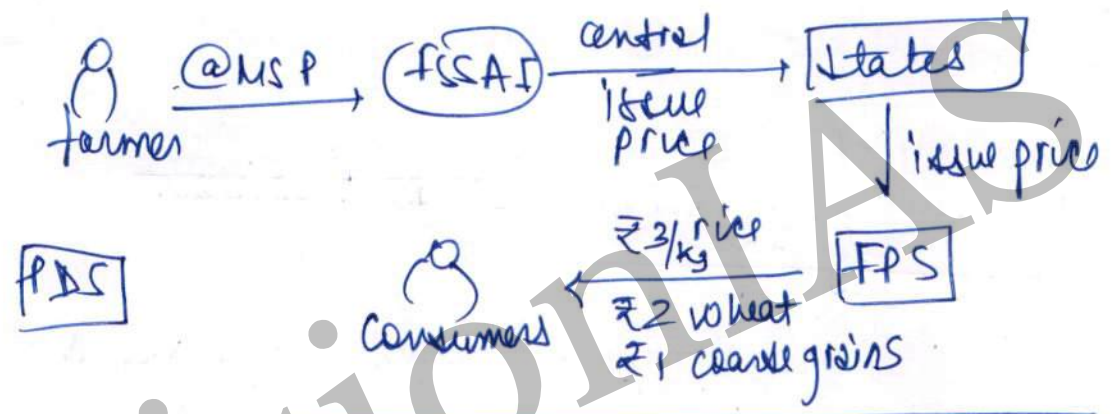 @MSP
FSSAI
central
issue
price
States
farmer
issue price
PDS
Consumers
₹3/kg rice
₹2 wheat
₹1 coarse grains
FPS
ionIAS